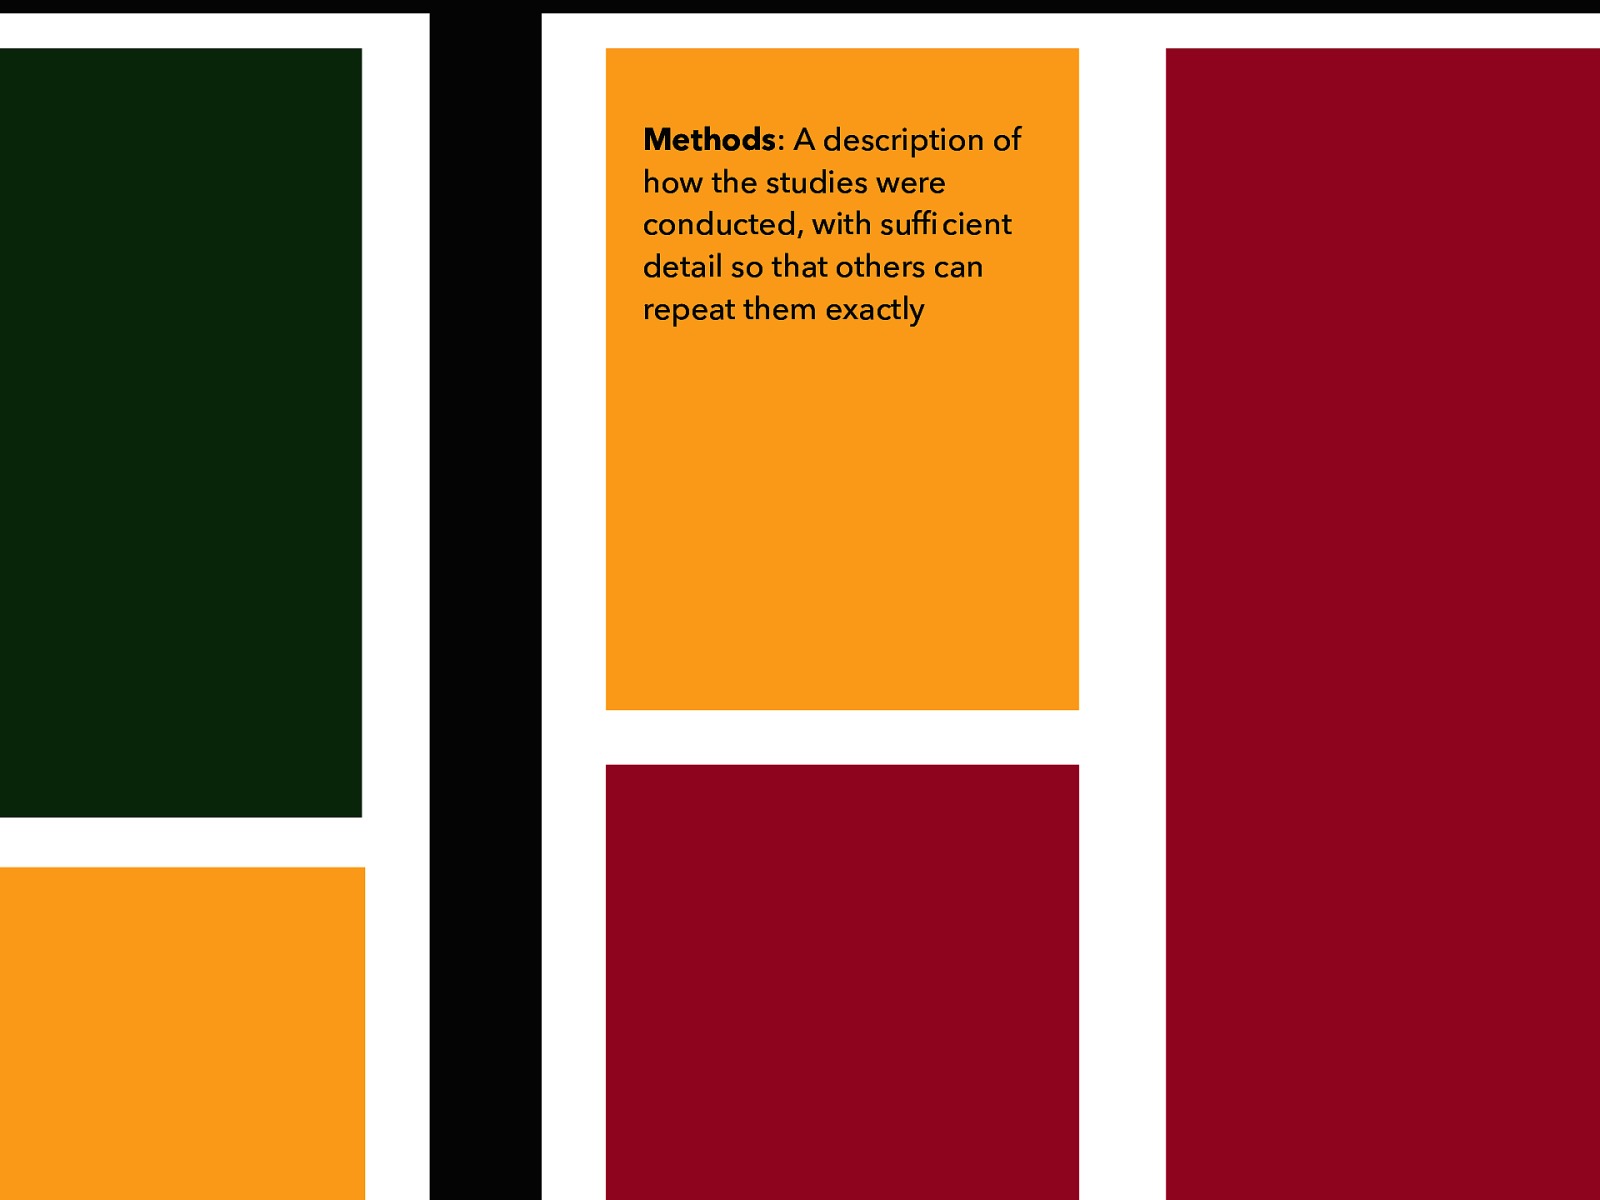 Methods: A description of
how the studies were
conducted, with sufficient
detail so that others can
repeat them exactly